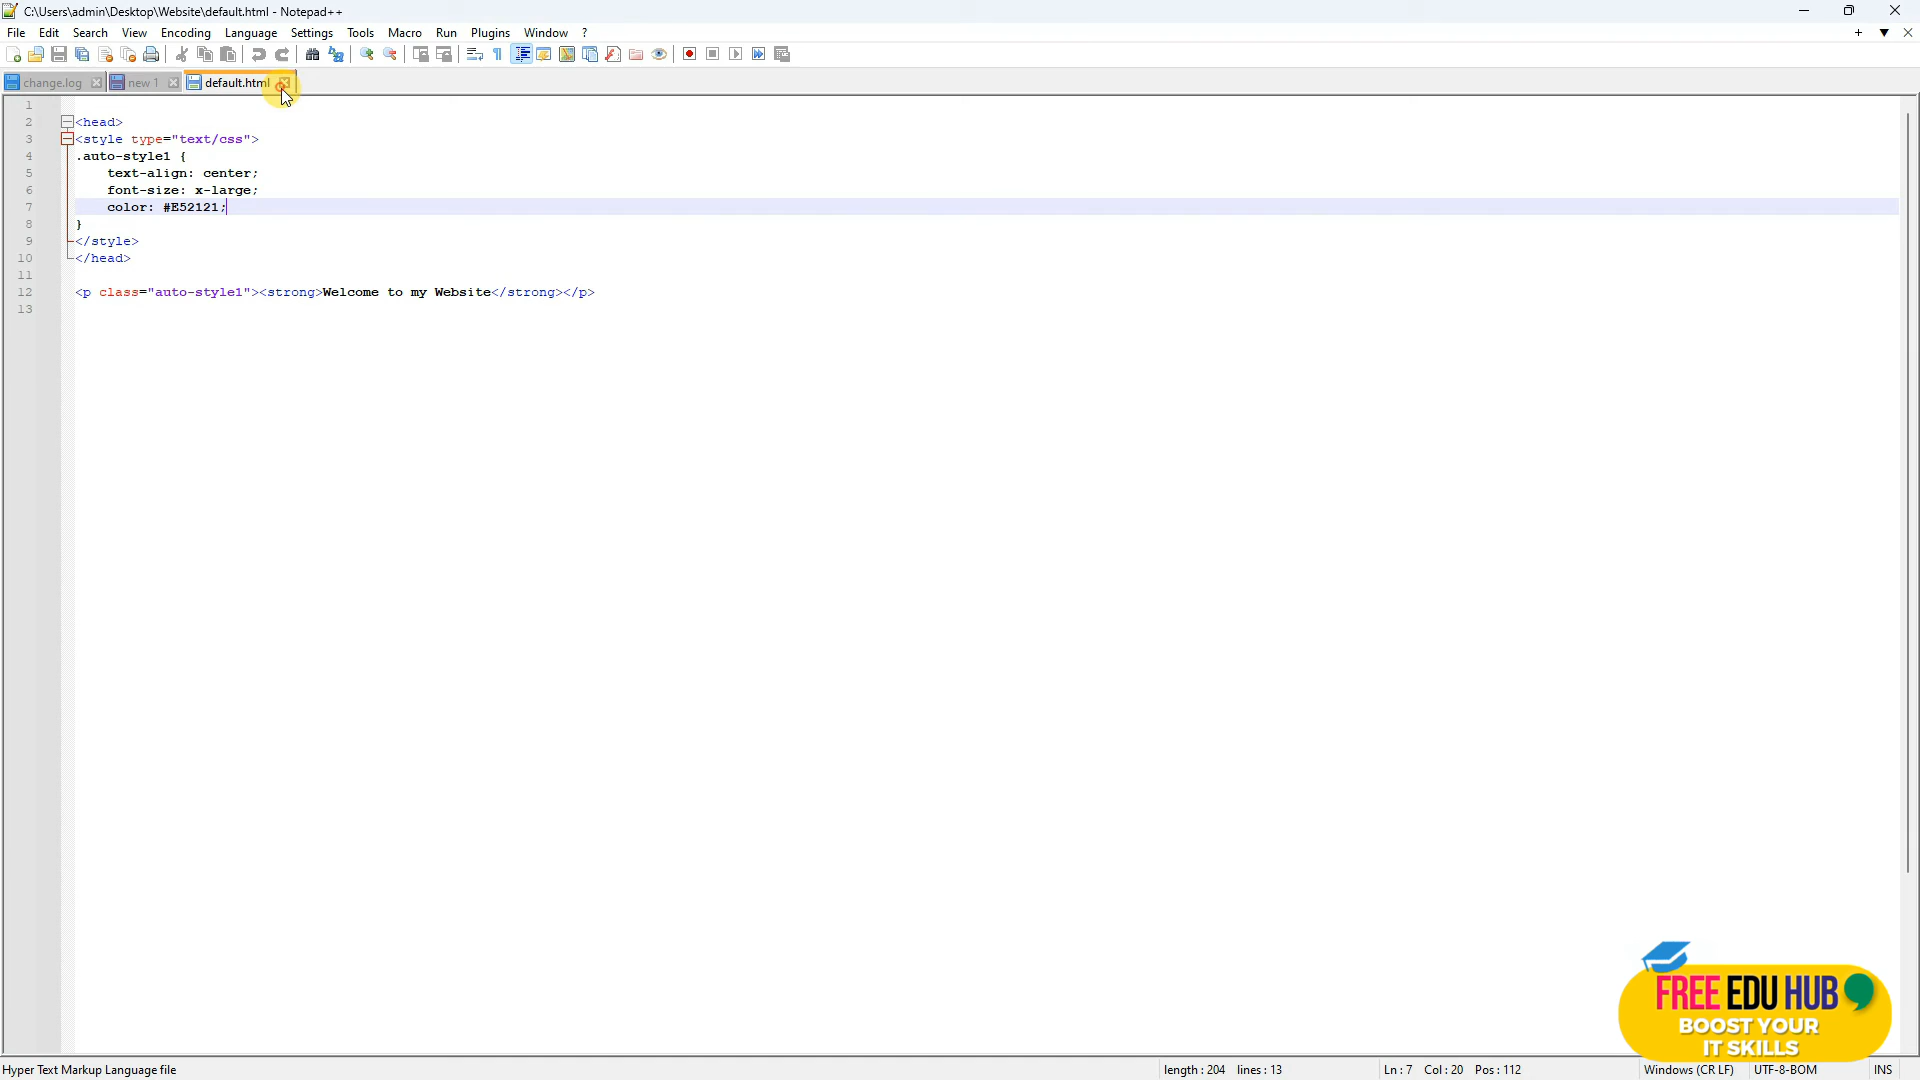 C:\Users\admin\Desktop\Website\default.html - Notepad++
File Edit Search View Encoding Language Settings Tools Macro Run Plugins Window ?
change.log new 1 default.html
1
2 <head>
3 <style type="text/css">
4 .auto-style1 {
5 text-align: center;
6 font-size: x-large;
7 color: #E52121;
8 }
9 </style>
10 </head>
11
12 <p class="auto-style1"><strong>Welcome to my Website</strong></p>
13
FREE EDU HUB
BOOST YOUR
IT SKILLS
Hyper Text Markup Language file length : 204 lines : 13 Ln : 7 Col : 20 Pos : 112 Windows (CR LF) UTF-8-BOM INS